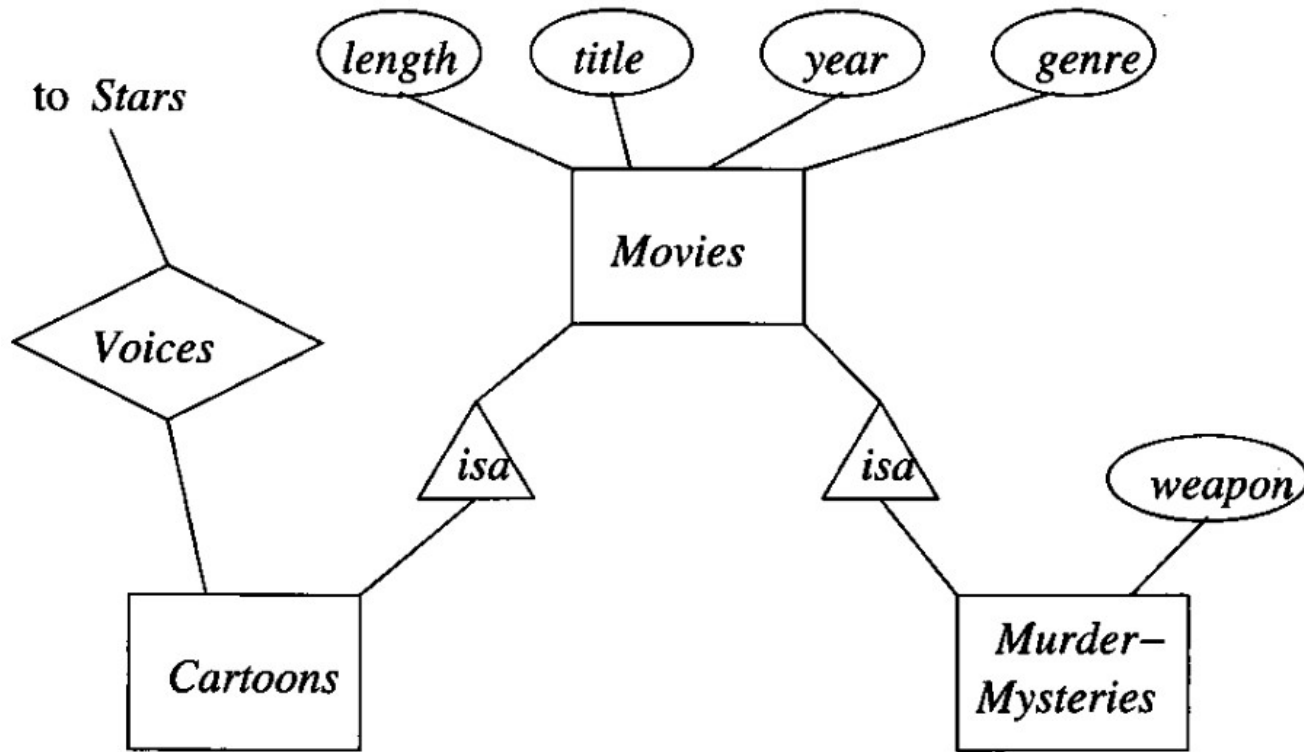 length
title
year
genre
to Stars
Movies
Voices
isa
isa
weapon
Cartoons
Murder–
Mysteries